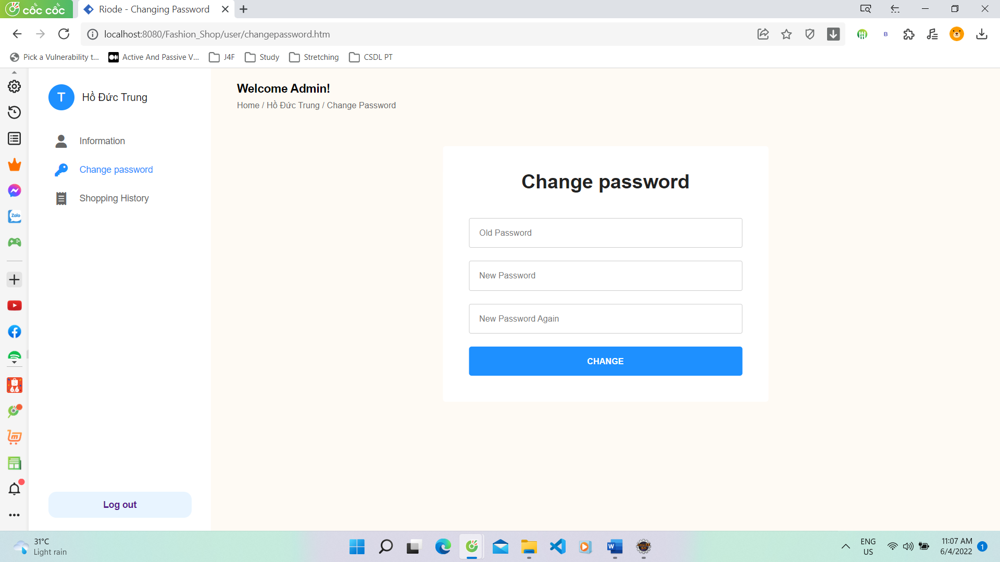 cốc cốc
Riode - Changing Password
localhost:8080/Fashion_Shop/user/changepassword.htm
B
Pick a Vulnerability t...
Active And Passive V...
J4F
Study
Stretching
CSDL PT
T
Hồ Đức Trung
Information
Change password
Shopping History
Log out
Welcome Admin!
Home / Hồ Đức Trung / Change Password
Change password
Old Password
New Password
New Password Again
CHANGE
Zalo
31°C
Light rain
W
ENG
US
11:07 AM
6/4/2022
1